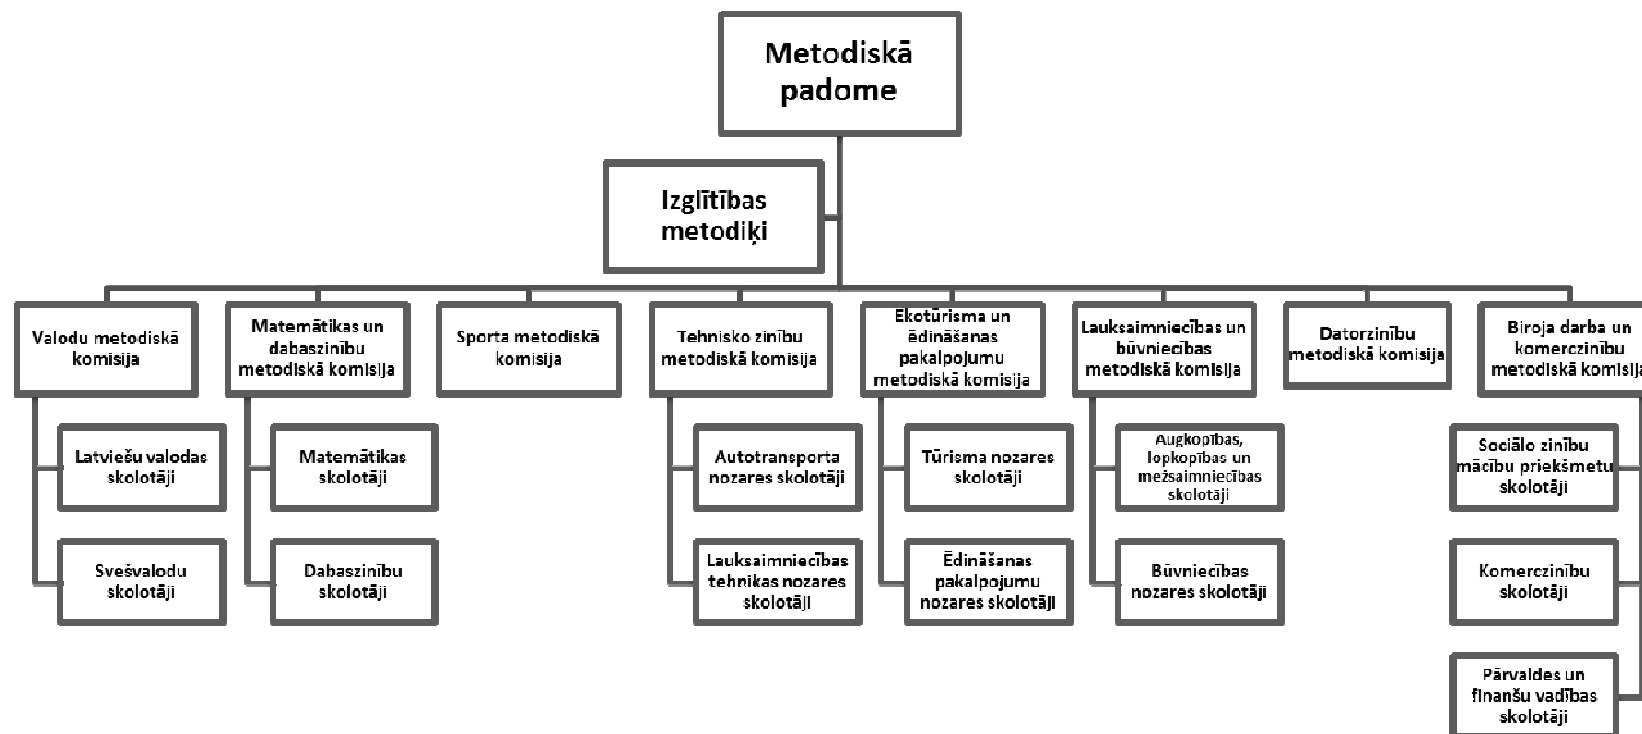 Metodiskā
padome
Izglītības
metodiķi
Valodu metodiskā
komisija
Matemātikas un
dabaszinību
metodiskā komisija
Sporta metodiskā
komisija
Tehnisko zinību
metodiskā komisija
Ekotūrisma un
ēdināšanas
pakalpojumu
metodiskā komisija
Lauksaimniecības un
būvniecības
metodiskā komisija
Datorzinību
metodiskā komisija
Biroja darba un
komerczinību
metodiskā komisija
Latviešu valodas
skolotāji
Svešvalodu
skolotāji
Matemātikas
skolotāji
Dabaszinību
skolotāji
Autotransporta
nozares skolotāji
Lauksaimniecības
tehnikas nozares
skolotāji
Tūrisma nozares
skolotāji
Ēdināšanas
pakalpojumu
nozares skolotāji
Augkopības,
lopkopības un
mežsaimniecības
skolotāji
Būvniecības
nozares skolotāji
Sociālo zinību
mācību priekšmetu
skolotāji
Komerczinību
skolotāji
Pārvaldes un
finanšu vadības
skolotāji